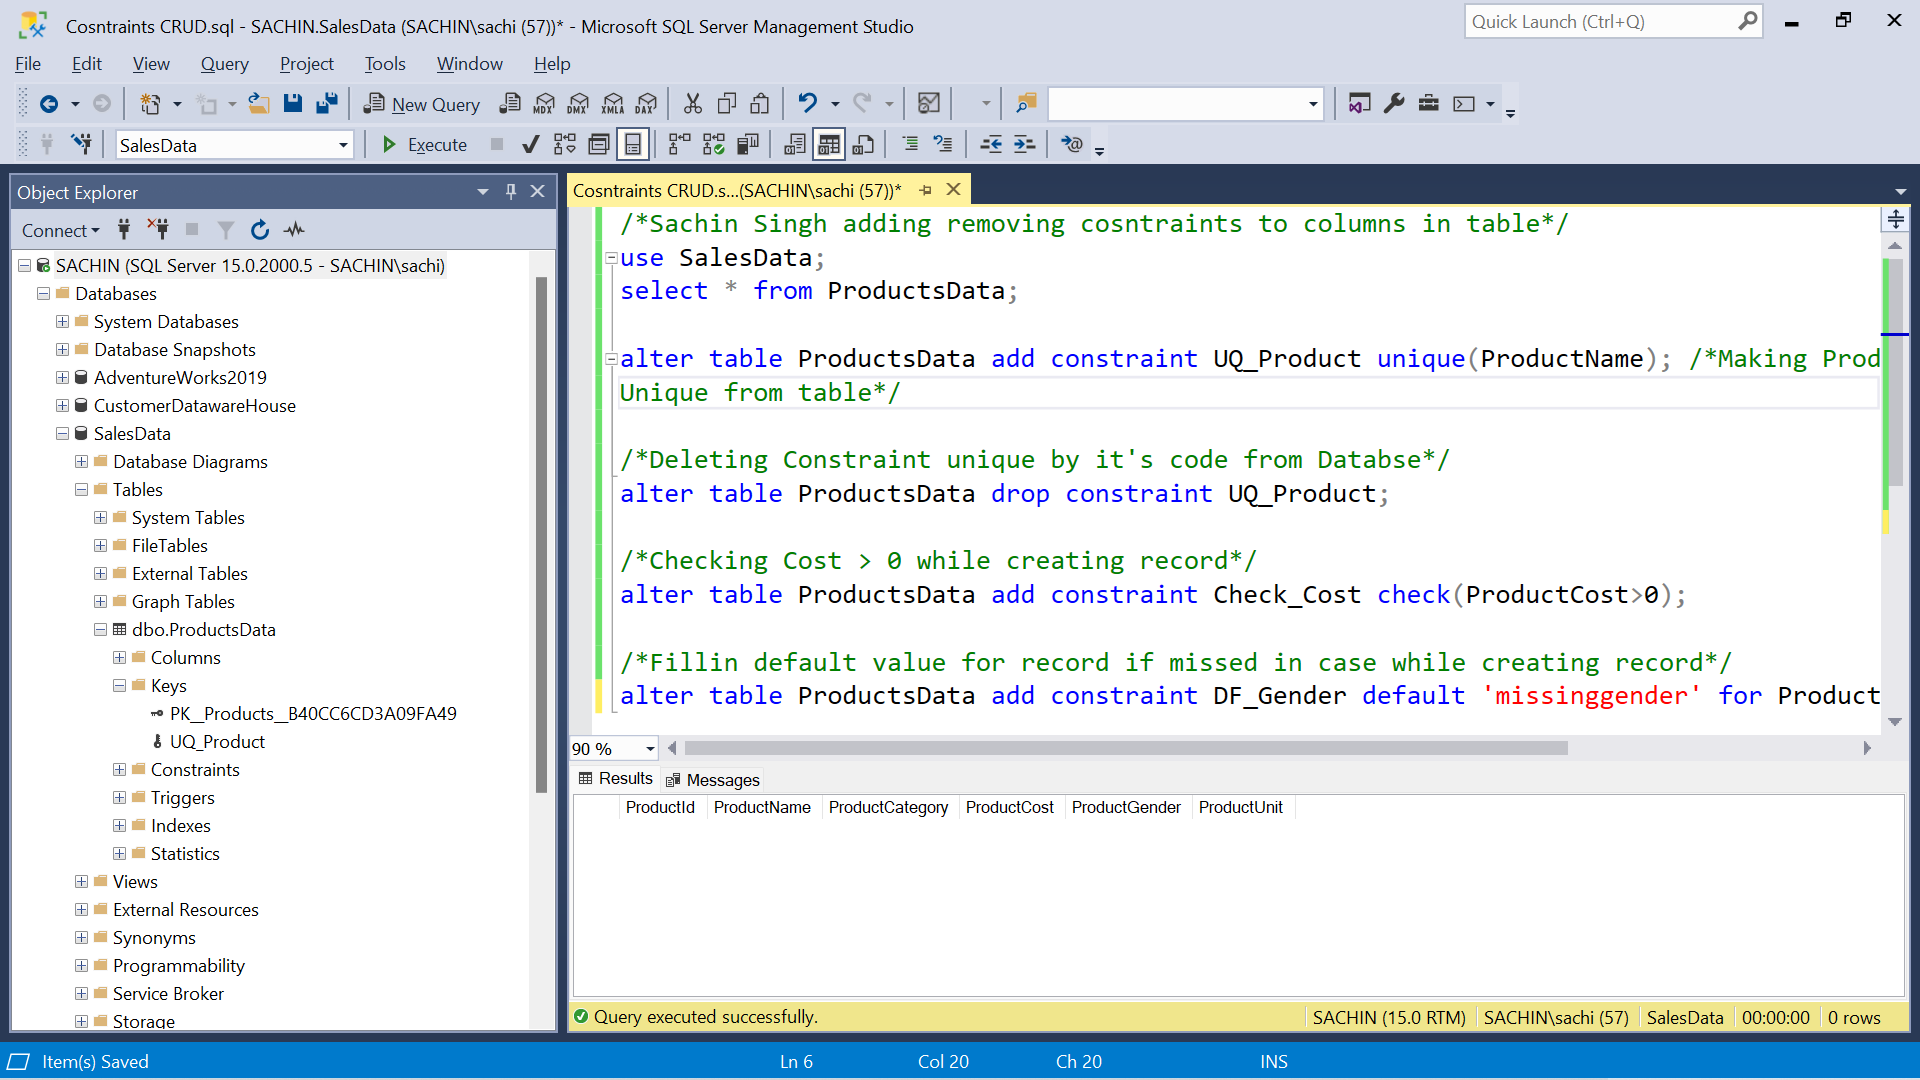 Cosntraints CRUD.sql - SACHIN.SalesData (SACHIN\sachi (57))* - Microsoft SQL Server Management Studio
Quick Launch (Ctrl+Q)
File Edit View Query Project Tools Window Help
New Query MDX DMX XMLA DAX
SalesData Execute
Object Explorer
Connect
SACHIN (SQL Server 15.0.2000.5 - SACHIN\sachi)
Databases
System Databases
Database Snapshots
AdventureWorks2019
CustomerDatawareHouse
SalesData
Database Diagrams
Tables
System Tables
FileTables
External Tables
Graph Tables
dbo.ProductsData
Columns
Keys
PK__Products__B40CC6CD3A09FA49
UQ_Product
Constraints
Triggers
Indexes
Statistics
Views
External Resources
Synonyms
Programmability
Service Broker
Storage
Cosntraints CRUD.s...(SACHIN\sachi (57))*
/*Sachin Singh adding removing cosntraints to columns in table*/
use SalesData;
select * from ProductsData;
alter table ProductsData add constraint UQ_Product unique(ProductName); /*Making Prod
Unique from table*/
/*Deleting Constraint unique by it's code from Databse*/
alter table ProductsData drop constraint UQ_Product;
/*Checking Cost > 0 while creating record*/
alter table ProductsData add constraint Check_Cost check(ProductCost>0);
/*Fillin default value for record if missed in case while creating record*/
alter table ProductsData add constraint DF_Gender default 'missinggender' for Product
90 %
Results Messages
ProductId ProductName ProductCategory ProductCost ProductGender ProductUnit
Query executed successfully.
SACHIN (15.0 RTM) SACHIN\sachi (57) SalesData 00:00:00 0 rows
Item(s) Saved Ln 6 Col 20 Ch 20 INS